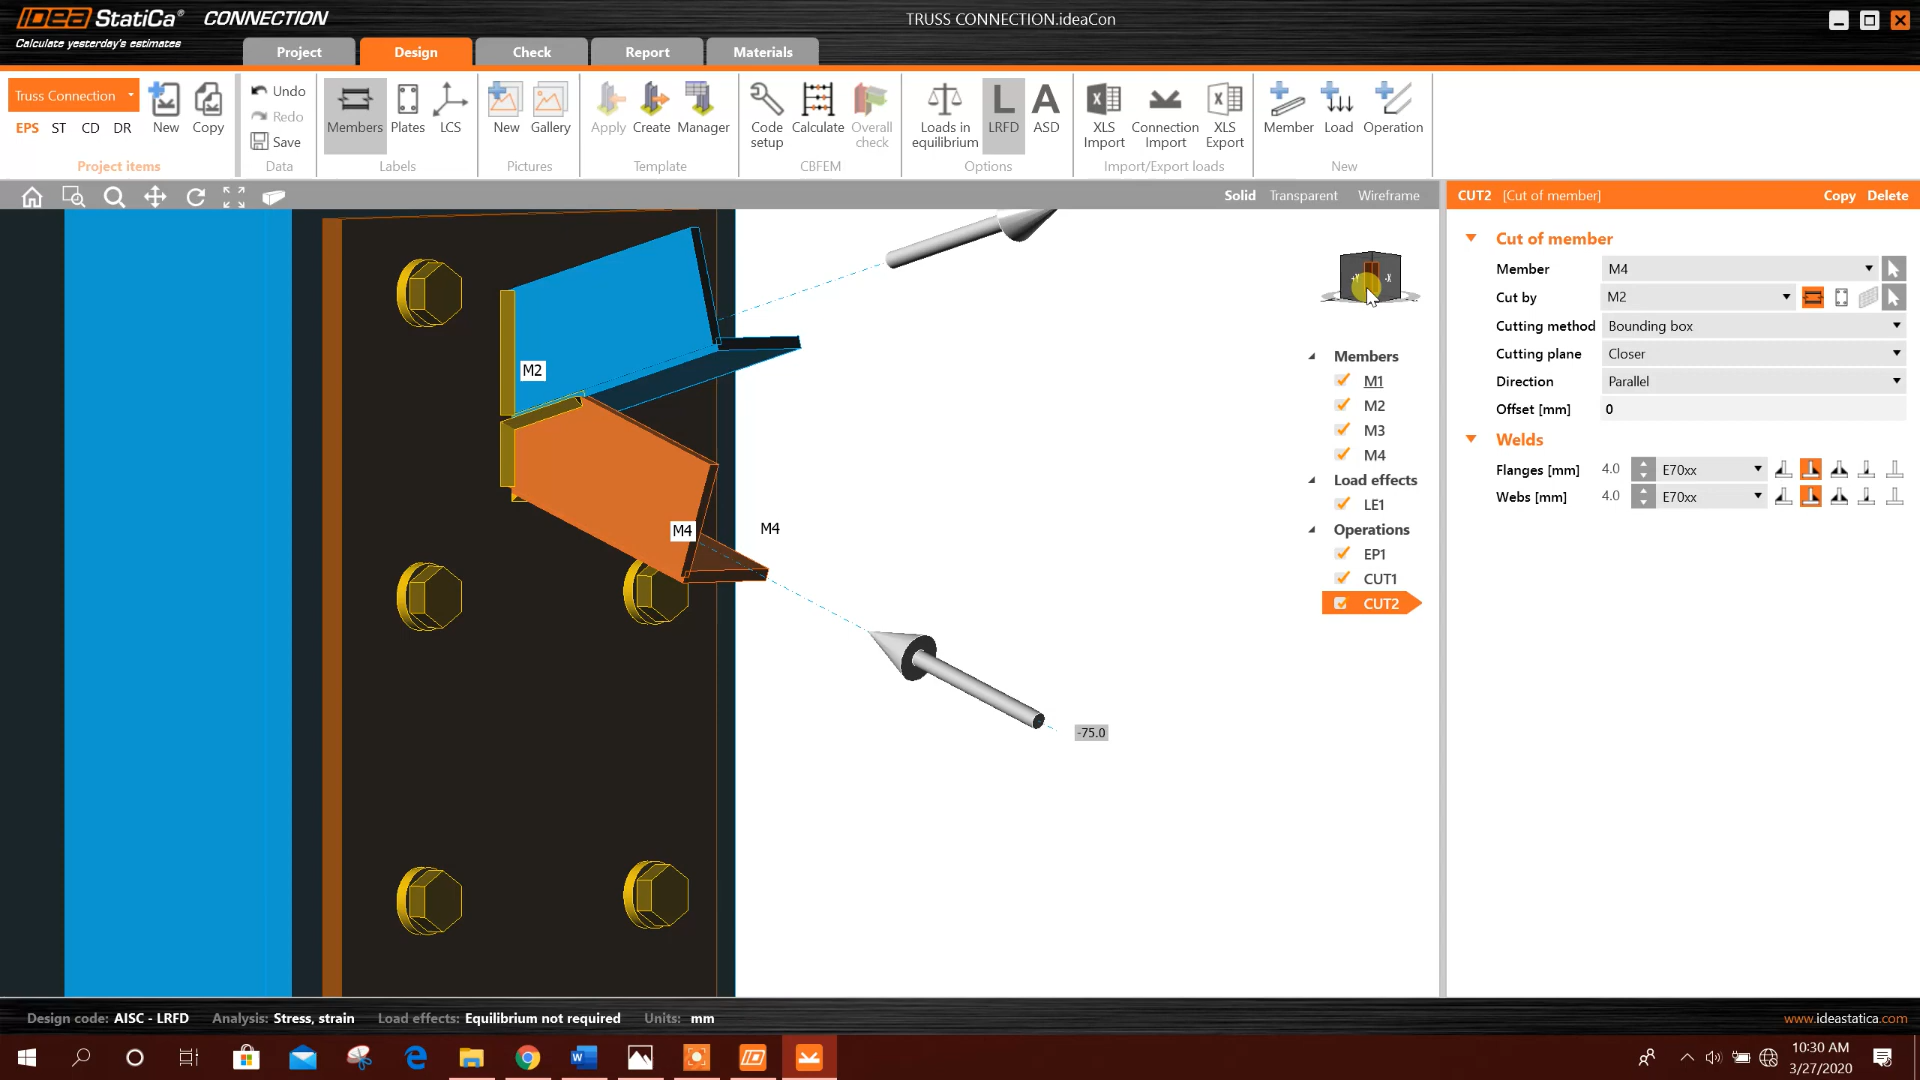 IDEA StatiCa® CONNECTION
Calculate yesterday's estimates
TRUSS CONNECTION.ideaCon
Project Design Check Report Materials
Truss Connection
EPS ST CD DR
New Copy
Project items
Undo
Redo
Save
Data
Members Plates LCS
Labels
New Gallery
Pictures
Apply Create Manager
Template
Code setup Calculate Overall check
CBFEM
Loads in equilibrium L LRFD A ASD
Options
XLS Import Connection Import XLS Export
Import/Export loads
Member Load Operation
New
Solid Transparent Wireframe
CUT2 [Cut of member] Copy Delete
Cut of member
Member M4
Cut by M2
Cutting method Bounding box
Cutting plane Closer
Direction Parallel
Offset [mm] 0
Welds
Flanges [mm] 4.0 E70xx
Webs [mm] 4.0 E70xx
+Y -X
Members
M1
M2
M3
M4
Load effects
LE1
Operations
EP1
CUT1
CUT2
M2
M4 M4
-75.0
Design code: AISC - LRFD Analysis: Stress, strain Load effects: Equilibrium not required Units: mm
www.ideastatica.com
10:30 AM
3/27/2020